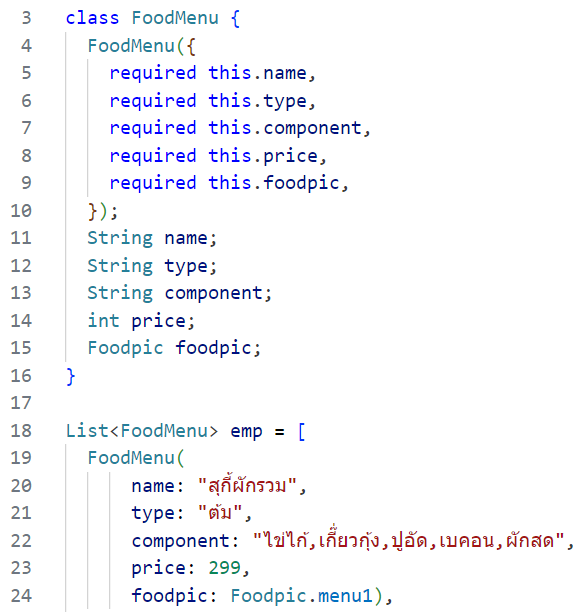 3 class FoodMenu {
4 FoodMenu({
5 required this.name,
6 required this.type,
7 required this.component,
8 required this.price,
9 required this.foodpic,
10 });
11 String name;
12 String type;
13 String component;
14 int price;
15 Foodpic foodpic;
16 }
17
18 List<FoodMenu> emp = [
19 FoodMenu(
20 name: "สุกี้ผักรวม",
21 type: "ต้ม",
22 component: "ไข่ไก้,เกี๊ยวกุ้ง,ปูอัด,เบคอน,ผักสด",
23 price: 299,
24 foodpic: Foodpic.menu1),